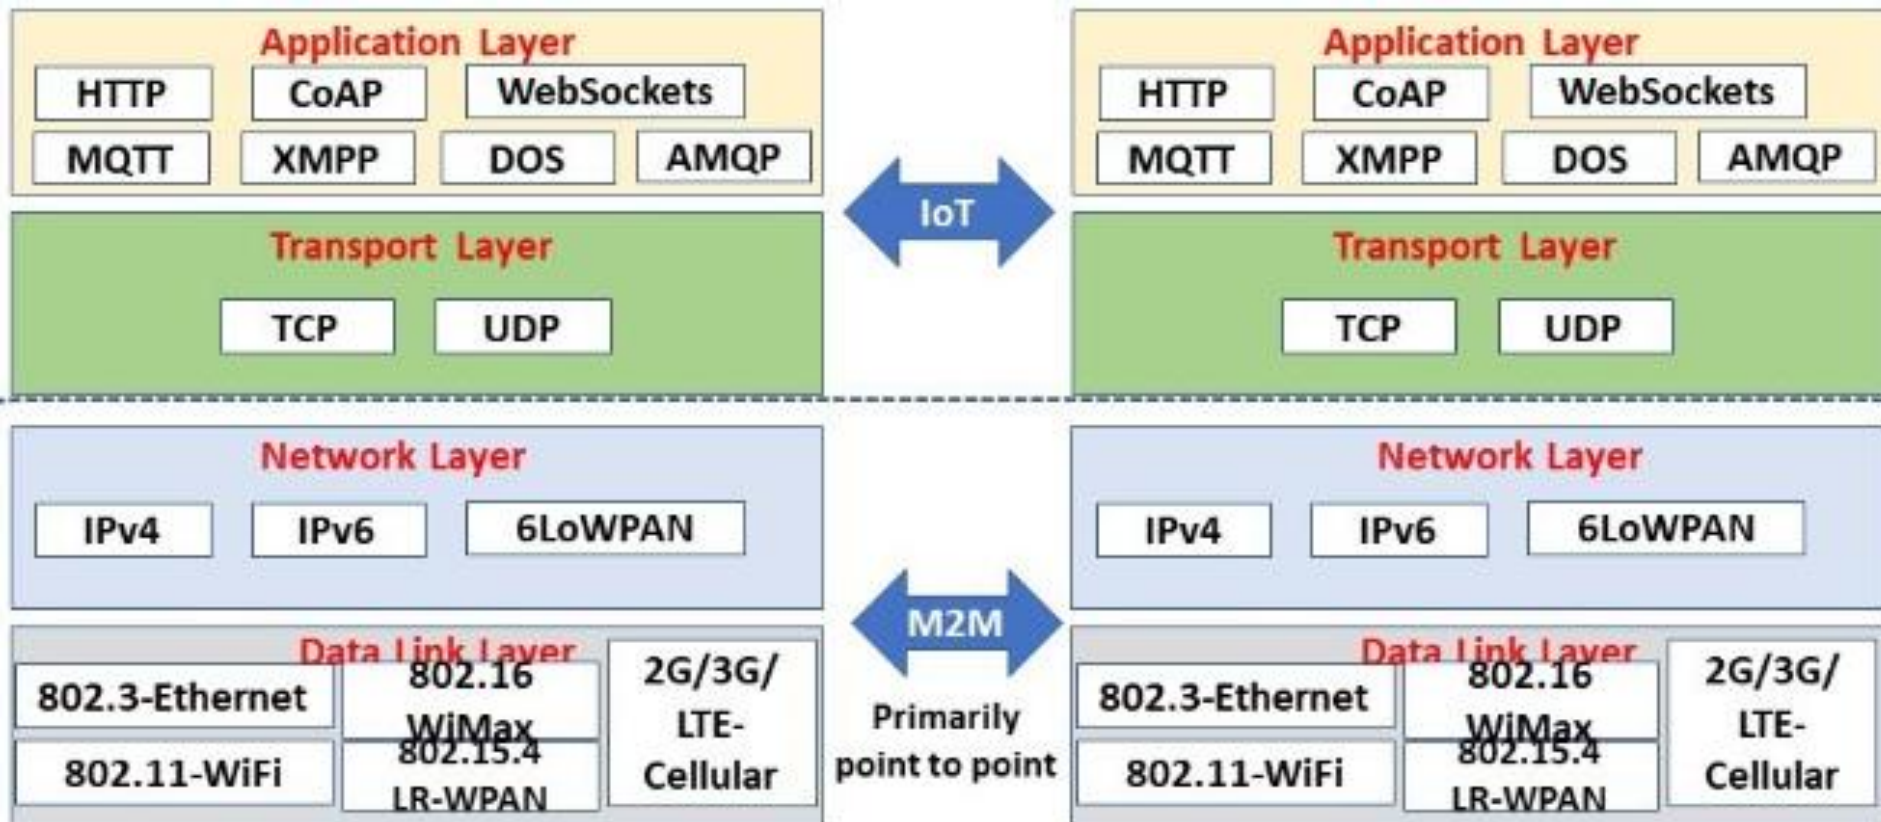 Application Layer
HTTP CoAP WebSockets
MQTT XMPP DOS AMQP
Transport Layer
TCP UDP
Network Layer
IPv4 IPv6 6LoWPAN
Data Link Layer
802.3-Ethernet
802.16
WiMax
2G/3G/
LTE-
Cellular
802.11-WiFi
802.15.4
LR-WPAN
IoT
M2M
Primarily
point to point
Application Layer
HTTP CoAP WebSockets
MQTT XMPP DOS AMQP
Transport Layer
TCP UDP
Network Layer
IPv4 IPv6 6LoWPAN
Data Link Layer
802.3-Ethernet
802.16
WiMax
2G/3G/
LTE-
Cellular
802.11-WiFi
802.15.4
LR-WPAN